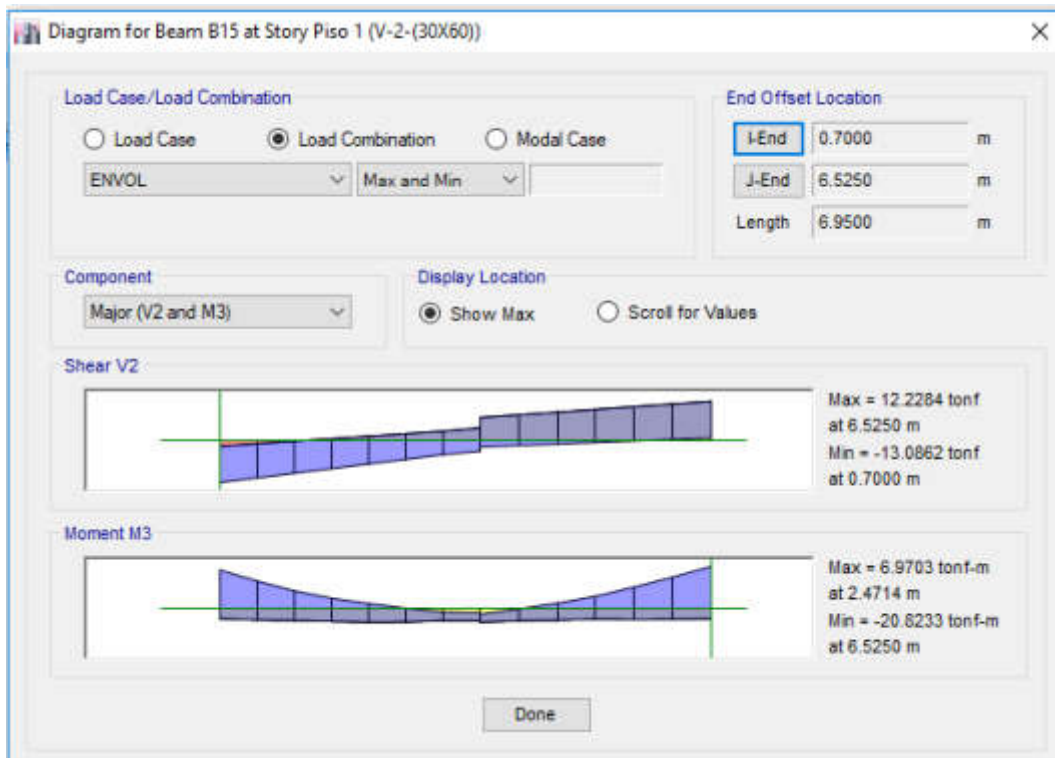 Diagram for Beam B15 at Story Piso 1 (V-2-(30X60))
Load Case/Load Combination
Load Case
Load Combination
Modal Case
ENVOL
Max and Min
End Offset Location
I-End
0.7000
m
J-End
6.5250
m
Length
6.9500
m
Component
Major (V2 and M3)
Display Location
Show Max
Scroll for Values
Shear V2
Max = 12.2284 tonf
at 6.5250 m
Min = -13.0862 tonf
at 0.7000 m
Moment M3
Max = 6.9703 tonf-m
at 2.4714 m
Min = -20.8233 tonf-m
at 6.5250 m
Done